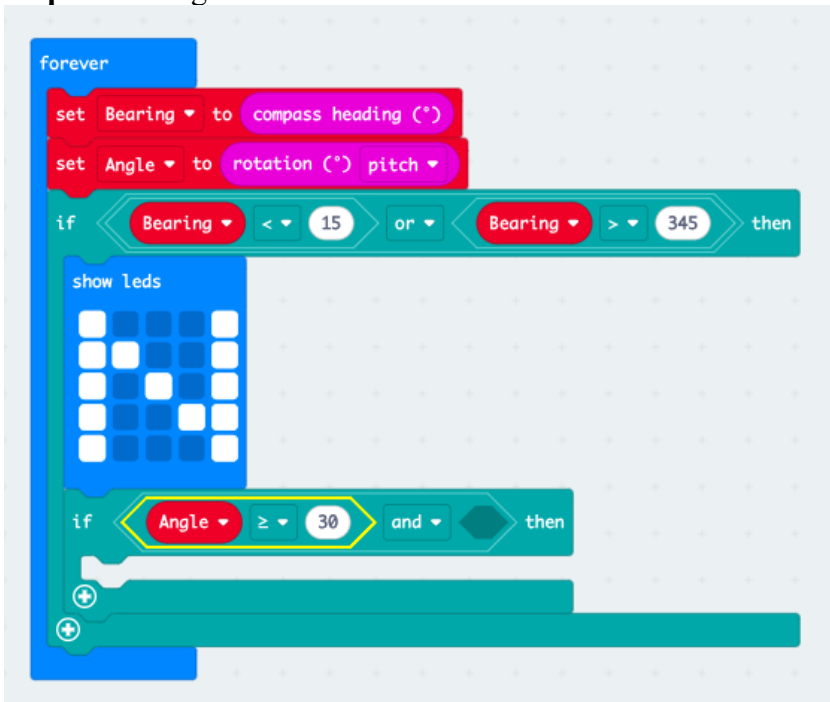 forever
set Bearing to compass heading (°)
set Angle to rotation (°) pitch
if Bearing < 15 or Bearing > 345 then
show leds
if Angle ≥ 30 and then